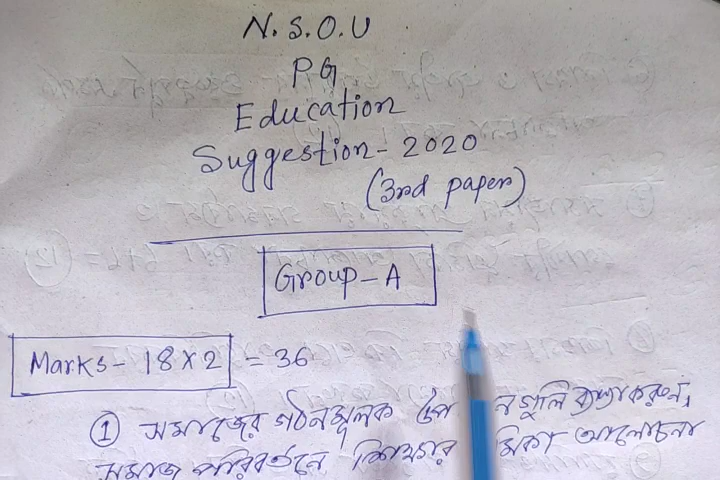 N.S.O.U
PG
Education
Suggestion - 2020
(3rd paper)
Group - A
Marks - 18 x 2 = 36
① সমাজের গঠনমূলক ব্যাখ্যা করুন,
সমাজ পরিবর্তনে শিক্ষার আলোচনা